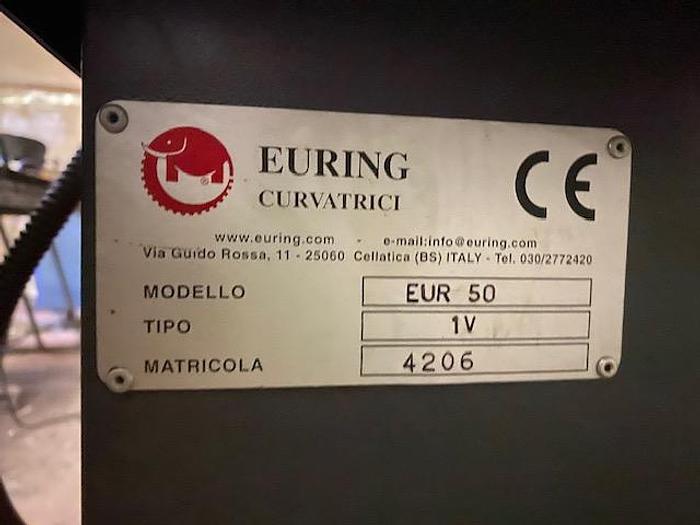 EURING
CURVATRICI
CE
www.euring.com - e-mail:info@euring.com
Via Guido Rossa, 11 - 25060 Cellatica (BS) ITALY - Tel. 030/2772420
MODELLO EUR 50
TIPO 1V
MATRICOLA 4206